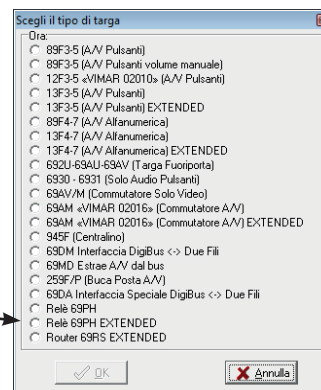 Scegli il tipo di targa
Ora:
89F3-5 (A/V Pulsanti)
89F3-5 (A/V Pulsanti volume manuale)
12F3-5 «VIMAR 02010» (A/V Pulsanti)
13F3-5 (A/V Pulsanti)
13F3-5 (A/V Pulsanti) EXTENDED
89F4-7 (A/V Alfanumerica)
13F4-7 (A/V Alfanumerica)
13F4-7 (A/V Alfanumerica) EXTENDED
692U-69AU-69AV (Targa Fuoriporta)
6930 - 6931 (Solo Audio Pulsanti)
69AV/M (Commutatore Solo Video)
69AM «VIMAR 02016» (Commutatore A/V)
69AM «VIMAR 02016» (Commutatore A/V) EXTENDED
945F (Centralino)
69DM Interfaccia DigiBus <-> Due Fili
69MD Estrae A/V dal bus
259F/P (Buca Posta A/V)
69DA Interfaccia Speciale DigiBus <-> Due Fili
Relè 69PH
Relè 69PH EXTENDED
Router 69RS EXTENDED
OK Annulla